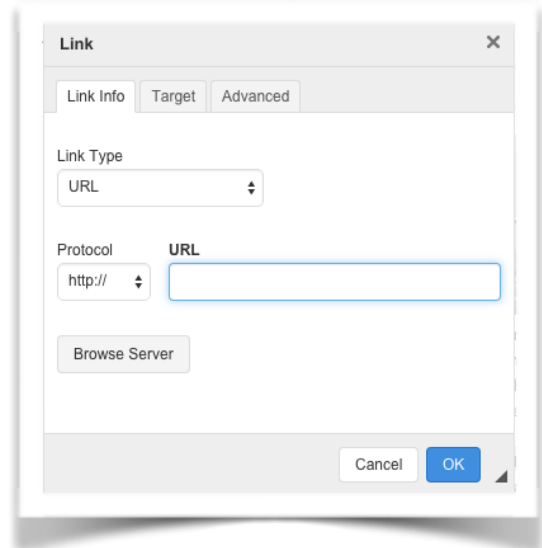 Link
Link Info Target Advanced
Link Type
URL
Protocol URL
http://
Browse Server
Cancel OK